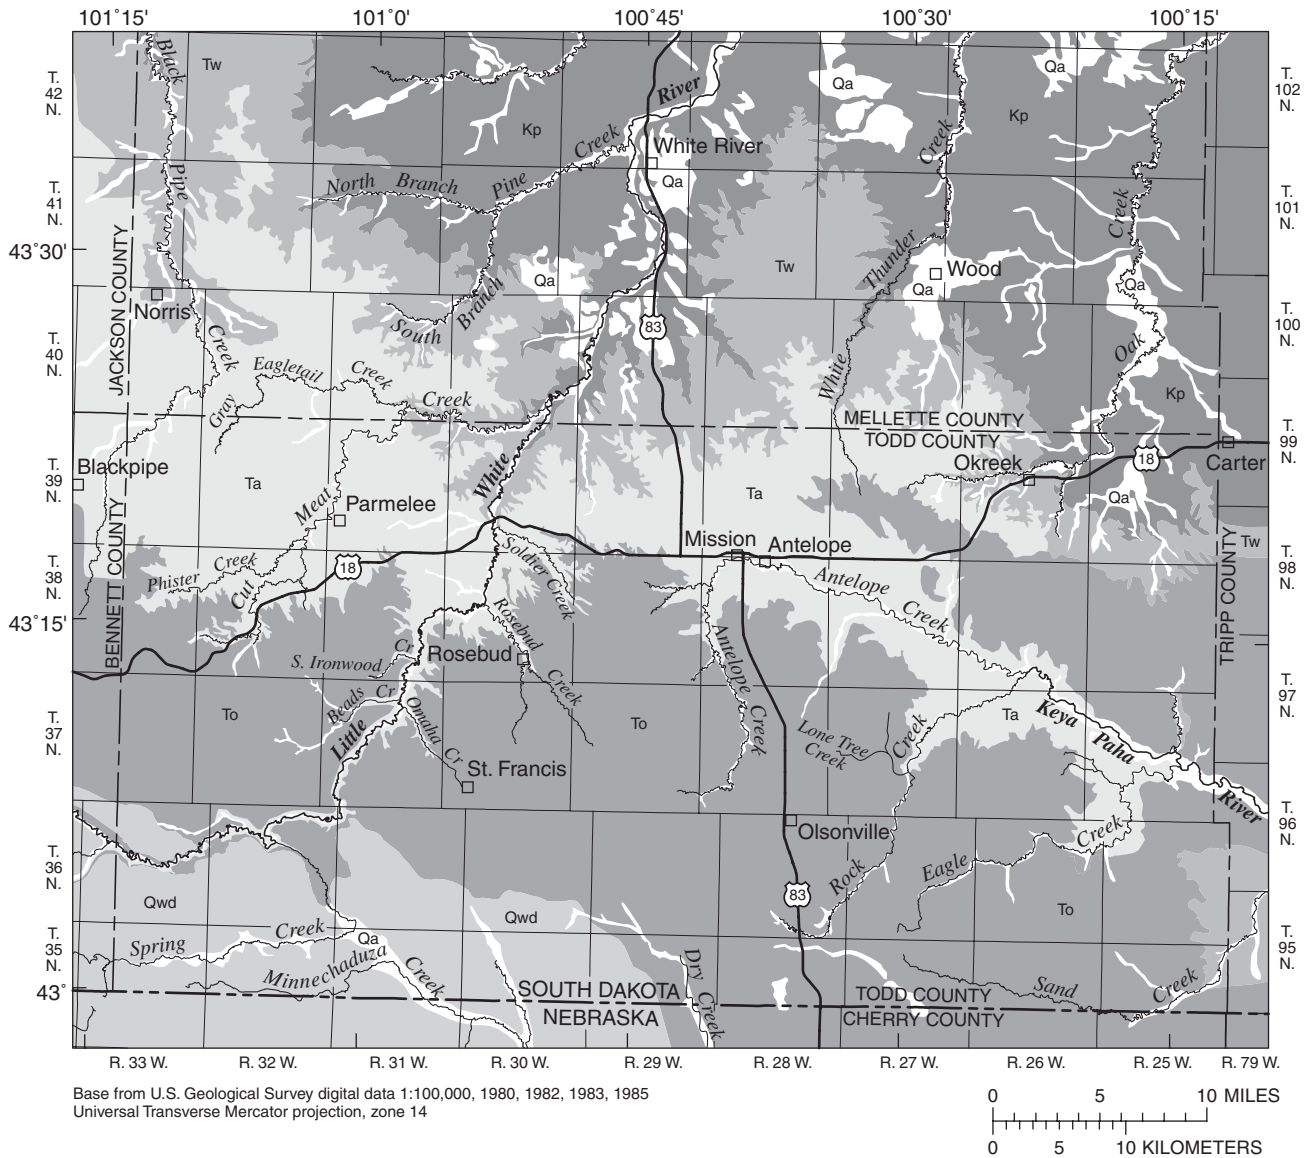 101°15' 101°0' 100°45' 100°30' 100°15'
T. 42 N.
T. 41 N.
43°30'
T. 40 N.
T. 39 N.
T. 38 N.
43°15'
T. 37 N.
T. 36 N.
T. 35 N.
43°
T. 102 N.
T. 101 N.
T. 100 N.
T. 99 N.
T. 98 N.
T. 97 N.
T. 96 N.
T. 95 N.
Black Pipe Creek
Tw
Kp
River
Qa
Qa
Kp
Creek
White River
Qa
North Branch
Pine Creek
Creek
JACKSON COUNTY
Norris
Qa
South Branch
Tw
Thunder
Wood
Qa
Qa
83
Oak
Eagletail Creek
Gray
Creek
White
Kp
MELLETTE COUNTY
TODD COUNTY
Blackpipe
Okreek
18
Carter
Ta
White
Ta
Qa
Meat
Parmelee
Mission
Antelope
Tw
BENNETT COUNTY
Phister Creek
Cut
18
Soldier Creek
Antelope Creek
TRIPP COUNTY
S. Ironwood Cr
Rosebud
Rosebud Creek
Antelope Creek
Beads Cr
To
Little
Omaha Cr
To
Lone Tree Creek
Creek
Ta
Keya Paha River
St. Francis
Olsonville
Creek
Rock
Eagle
83
Qwd
Qwd
To
Spring Creek
Qa
Minnechaduza Creek
Dry Creek
Sand Creek
SOUTH DAKOTA
NEBRASKA
TODD COUNTY
CHERRY COUNTY
R. 33 W. R. 32 W. R. 31 W. R. 30 W. R. 29 W. R. 28 W. R. 27 W. R. 26 W. R. 25 W. R. 79 W.
Base from U.S. Geological Survey digital data 1:100,000, 1980, 1982, 1983, 1985
Universal Transverse Mercator projection, zone 14
0 5 10 MILES
0 5 10 KILOMETERS